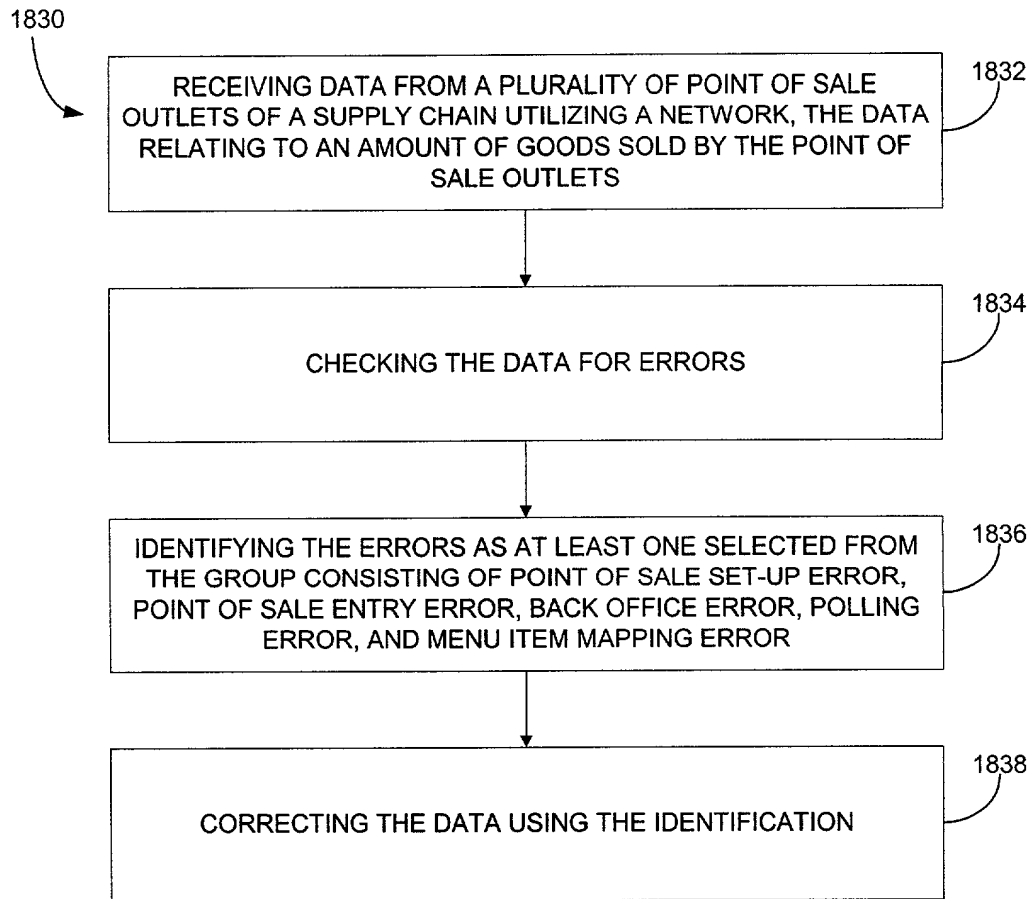 1830
RECEIVING DATA FROM A PLURALITY OF POINT OF SALE
OUTLETS OF A SUPPLY CHAIN UTILIZING A NETWORK, THE DATA
RELATING TO AN AMOUNT OF GOODS SOLD BY THE POINT OF
SALE OUTLETS
1832
CHECKING THE DATA FOR ERRORS
1834
IDENTIFYING THE ERRORS AS AT LEAST ONE SELECTED FROM
THE GROUP CONSISTING OF POINT OF SALE SET-UP ERROR,
POINT OF SALE ENTRY ERROR, BACK OFFICE ERROR, POLLING
ERROR, AND MENU ITEM MAPPING ERROR
1836
CORRECTING THE DATA USING THE IDENTIFICATION
1838